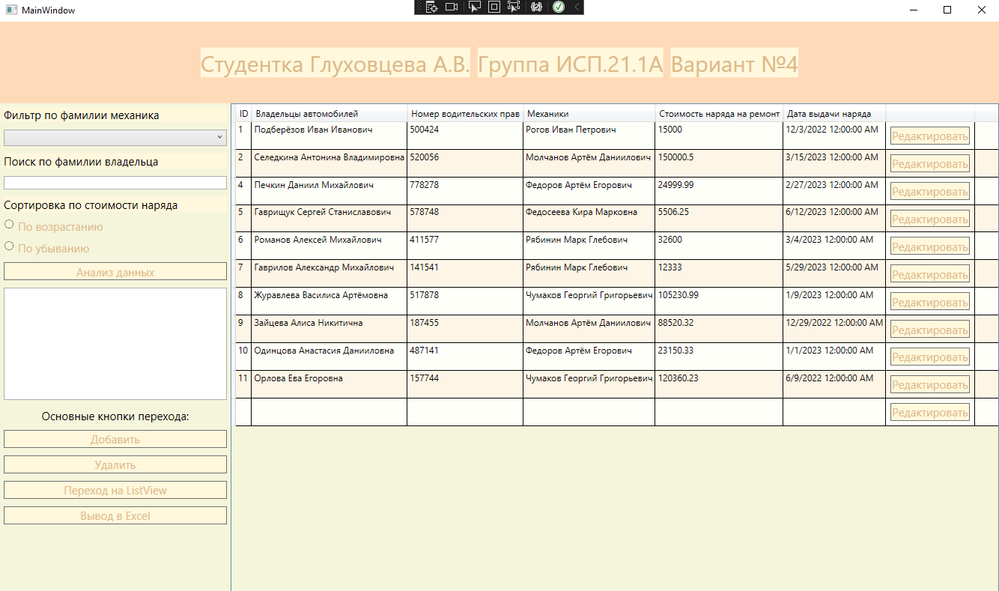 MainWindow
Студентка Глуховцева А.В. Группа ИСП.21.1А Вариант №4
Фильтр по фамилии механика
Поиск по фамилии владельца
Сортировка по стоимости наряда
По возрастанию
По убыванию
Анализ данных
Основные кнопки перехода:
Добавить
Удалить
Переход на ListView
Вывод в Excel
ID Владельцы автомобилей Номер водительских прав Механики Стоимость наряда на ремонт Дата выдачи наряда
1 Подберёзов Иван Иванович 500424 Рогов Иван Петрович 15000 12/3/2022 12:00:00 AM Редактировать
2 Селедкина Антонина Владимировна 520056 Молчанов Артём Даниилович 150000.5 3/15/2023 12:00:00 AM Редактировать
4 Печкин Даниил Михайлович 778278 Федоров Артём Егорович 24999.99 2/27/2023 12:00:00 AM Редактировать
5 Гаврищук Сергей Станиславович 578748 Федосеева Кира Марковна 5506.25 6/12/2023 12:00:00 AM Редактировать
6 Романов Алексей Михайлович 411577 Рябинин Марк Глебович 32600 3/4/2023 12:00:00 AM Редактировать
7 Гаврилов Александр Михайлович 141541 Рябинин Марк Глебович 12333 5/29/2023 12:00:00 AM Редактировать
8 Журавлева Василиса Артёмовна 517878 Чумаков Георгий Григорьевич 105230.99 1/9/2023 12:00:00 AM Редактировать
9 Зайцева Алиса Никитична 187455 Молчанов Артём Даниилович 88520.32 12/29/2022 12:00:00 AM Редактировать
10 Одинцова Анастасия Данииловна 487141 Федоров Артём Егорович 23150.33 1/1/2023 12:00:00 AM Редактировать
11 Орлова Ева Егоровна 157744 Чумаков Георгий Григорьевич 120360.23 6/9/2022 12:00:00 AM Редактировать
Редактировать